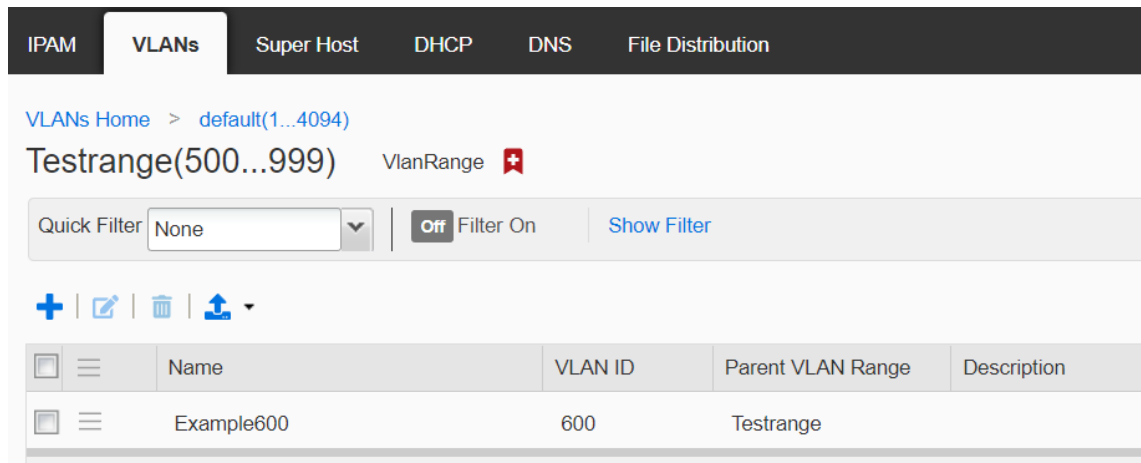 IPAM VLANs Super Host DHCP DNS File Distribution
VLANs Home > default(1...4094)
Testrange(500...999) VlanRange
Quick Filter None Off Filter On Show Filter
Name VLAN ID Parent VLAN Range Description
Example600 600 Testrange